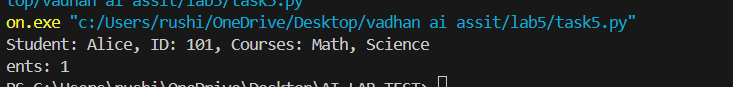 top/vadhan ai assit/lab5/task5.py"
on.exe "c:/Users/rushi/OneDrive/Desktop/vadhan ai assit/lab5/task5.py"
Student: Alice, ID: 101, Courses: Math, Science
ents: 1
PS C:\Users\rushi\OneDrive\Desktop\AI LAB TEST>